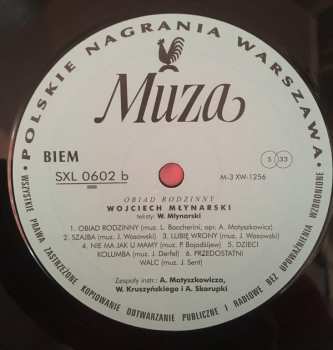 · POLSKIE NAGRANIA WARSZAWA ·
Muza
BIEM
SXL 0602 b
M-3 XW-1256
S 33
OBIAD RODZINNY
WOJCIECH MŁYNARSKI
teksty: W. Młynarski
1. OBIAD RODZINNY (muz. L. Boccherini, opr. A. Matyszkowicz)
2. SZAJBA (muz. J. Wasowski) 3. LUBIĘ WRONY (muz. J. Wasowski)
4. NIE MA JAK U MAMY (muz. P. Bojadżijew) 5. DZIECI
KOLUMBA (muz. J. Derfel) 6. PRZEDOSTATNI
WALC (muz. J. Sent)
Zespoły instr.: A. Matyszkowicza,
W. Kruszyńskiego i A. Skorupki
WSZYSTKIE PRAWA ZASTRZEŻONE KOPIOWANIE ODTWARZANIE PUBLICZNE I RADIOWE BEZ UPOWAŻNIENIA WZBRONIONE